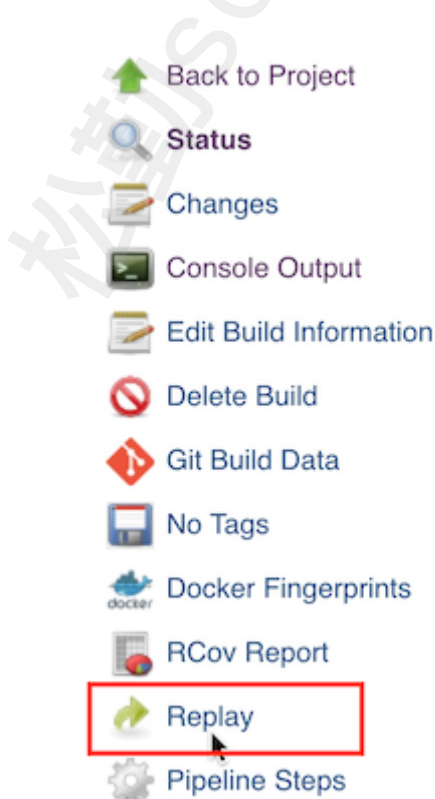 Back to Project
Status
Changes
Console Output
Edit Build Information
Delete Build
Git Build Data
No Tags
docker Docker Fingerprints
RCov Report
Replay
Pipeline Steps